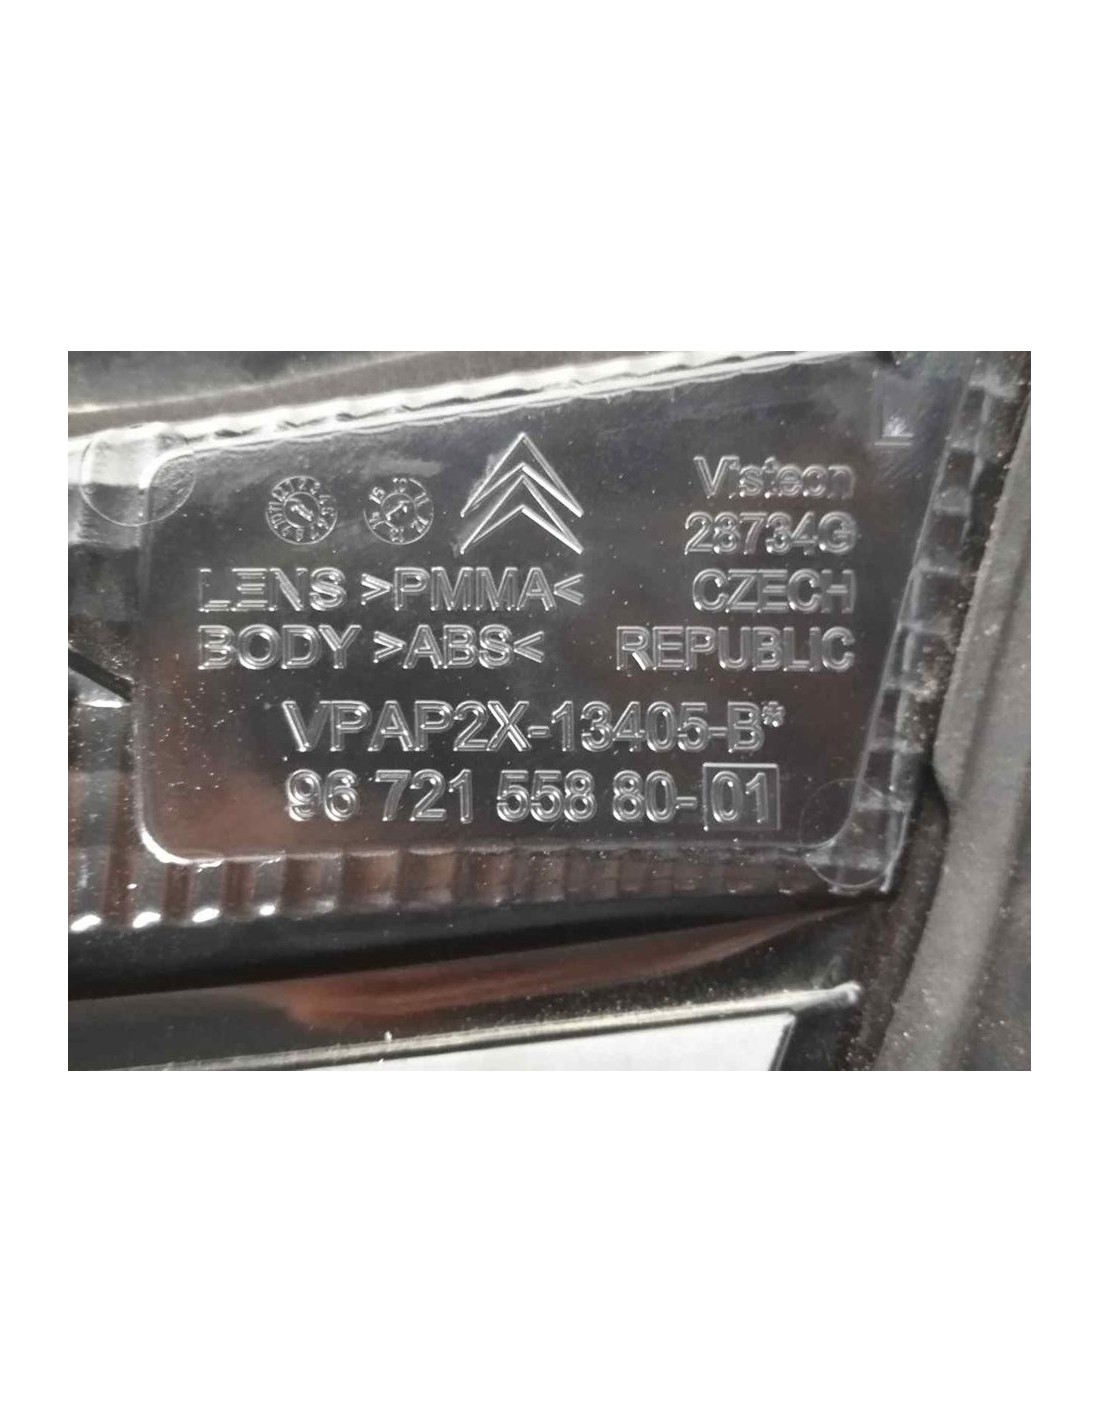 Visteon
28734G
LENS >PMMA< CZECH
BODY >ABS< REPUBLIC
VPAP2X-13405-B*
96 721 558 80-01